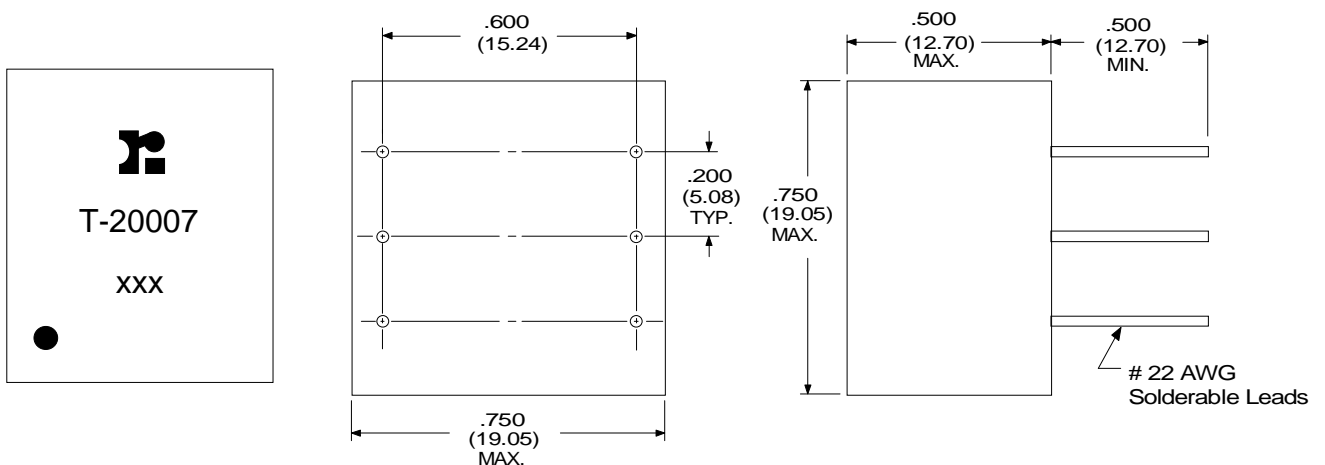 T-20007
xxx
.600
(15.24)
.200
(5.08)
TYP.
.750
(19.05)
MAX.
.500
(12.70)
MAX.
.500
(12.70)
MIN.
.750
(19.05)
MAX.
# 22 AWG
Solderable Leads